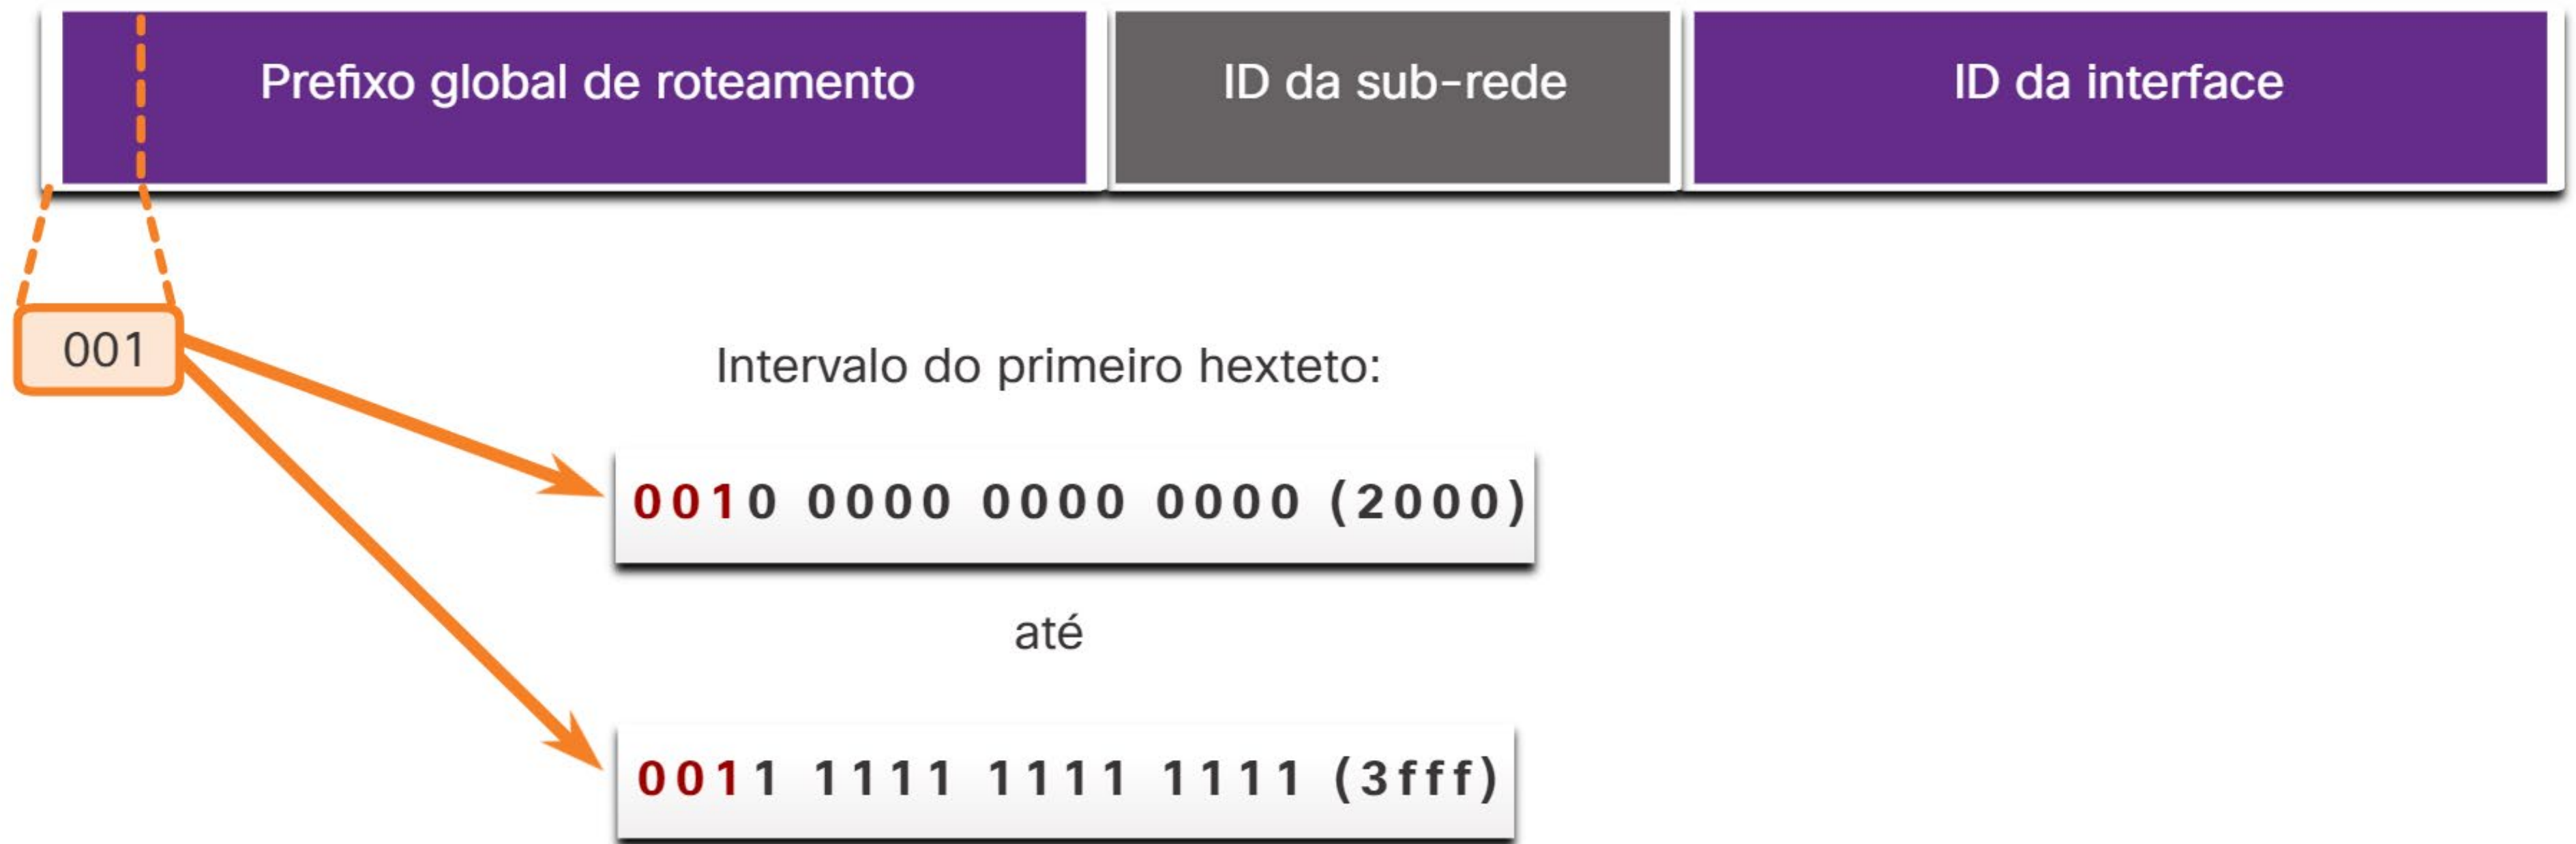 Prefixo global de roteamento
ID da sub-rede
ID da interface
001
Intervalo do primeiro hexteto:
0010 0000 0000 0000 (2000)
até
0011 1111 1111 1111 (3fff)